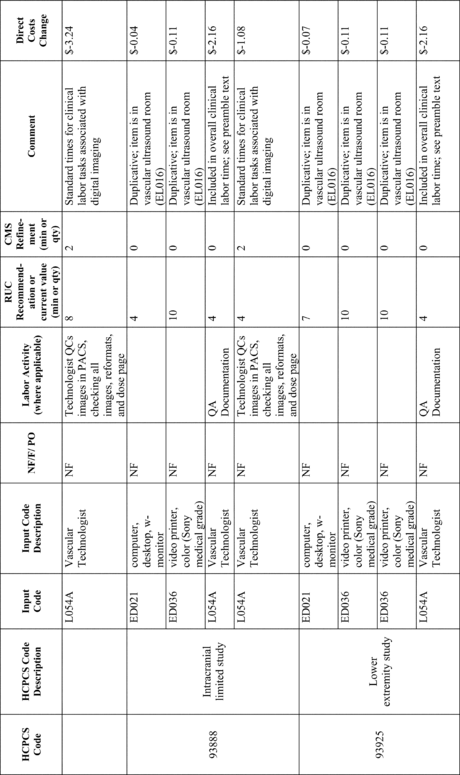 HCPCS
Code
HCPCS Code
Description
Input
Code
Input Code
Description
NF/F/ PO
Labor Activity
(where applicable)
RUC
Recommend-
ation or
current value
(min or qty)
CMS
Refine-
ment
(min or
qty)
Comment
Direct
Costs
Change
L054A
Vascular
Technologist
NF
Technologist QCs
images in PACS,
checking all
images, reformats,
and dose page
8
2
Standard times for clinical
labor tasks associated with
digital imaging
$-3.24
93888
Intracranial
limited study
ED021
computer,
desktop, w-
monitor
NF
4
0
Duplicative; item is in
vascular ultrasound room
(EL016)
$-0.04
ED036
video printer,
color (Sony
medical grade)
NF
10
0
Duplicative; item is in
vascular ultrasound room
(EL016)
$-0.11
L054A
Vascular
Technologist
NF
QA
Documentation
4
0
Included in overall clinical
labor time; see preamble text
$-2.16
L054A
Vascular
Technologist
NF
Technologist QCs
images in PACS,
checking all
images, reformats,
and dose page
4
2
Standard times for clinical
labor tasks associated with
digital imaging
$-1.08
93925
Lower
extremity study
ED021
computer,
desktop, w-
monitor
NF
7
0
Duplicative; item is in
vascular ultrasound room
(EL016)
$-0.07
ED036
video printer,
color (Sony
medical grade)
NF
10
0
Duplicative; item is in
vascular ultrasound room
(EL016)
$-0.11
ED036
video printer,
color (Sony
medical grade)
NF
10
0
Duplicative; item is in
vascular ultrasound room
(EL016)
$-0.11
L054A
Vascular
Technologist
NF
QA
Documentation
4
0
Included in overall clinical
labor time; see preamble text
$-2.16